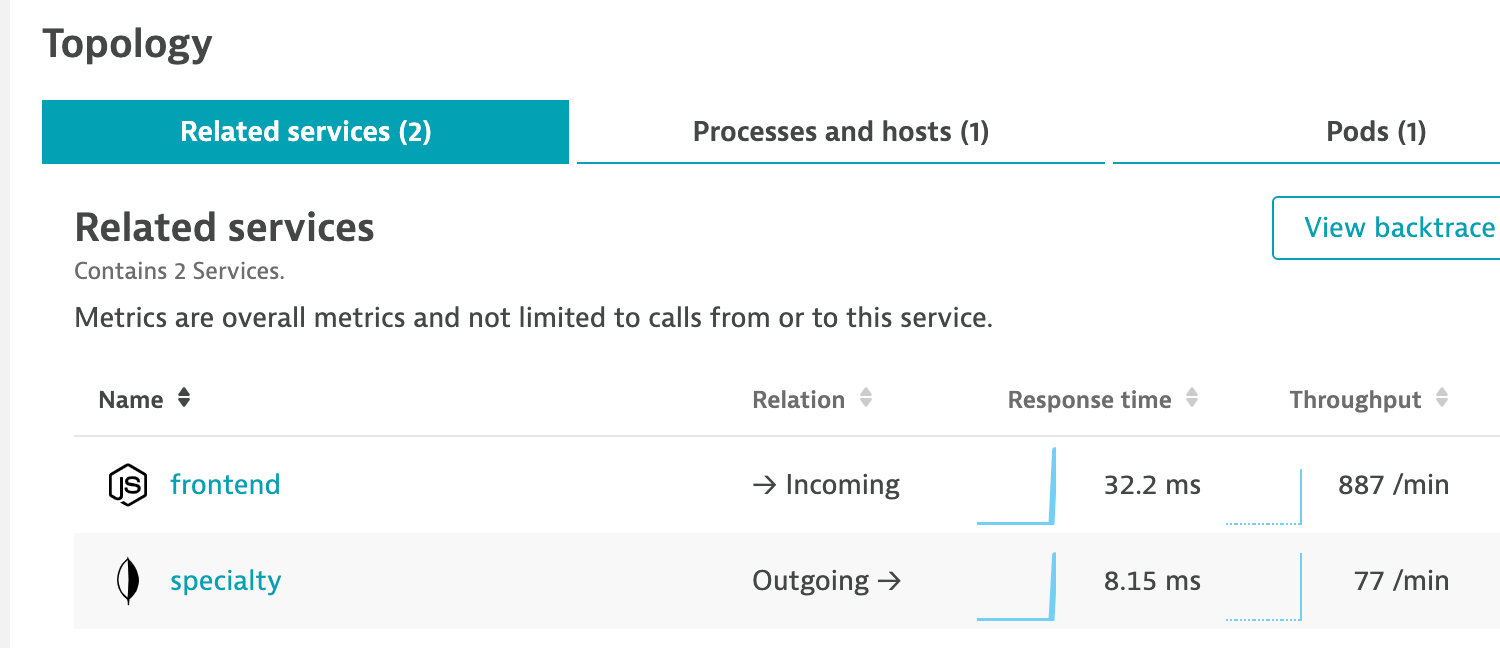 Topology
Related services (2) Processes and hosts (1) Pods (1)
Related services View backtrace
Contains 2 Services.
Metrics are overall metrics and not limited to calls from or to this service.
Name Relation Response time Throughput
JS frontend → Incoming 32.2 ms 887 /min
specialty Outgoing → 8.15 ms 77 /min